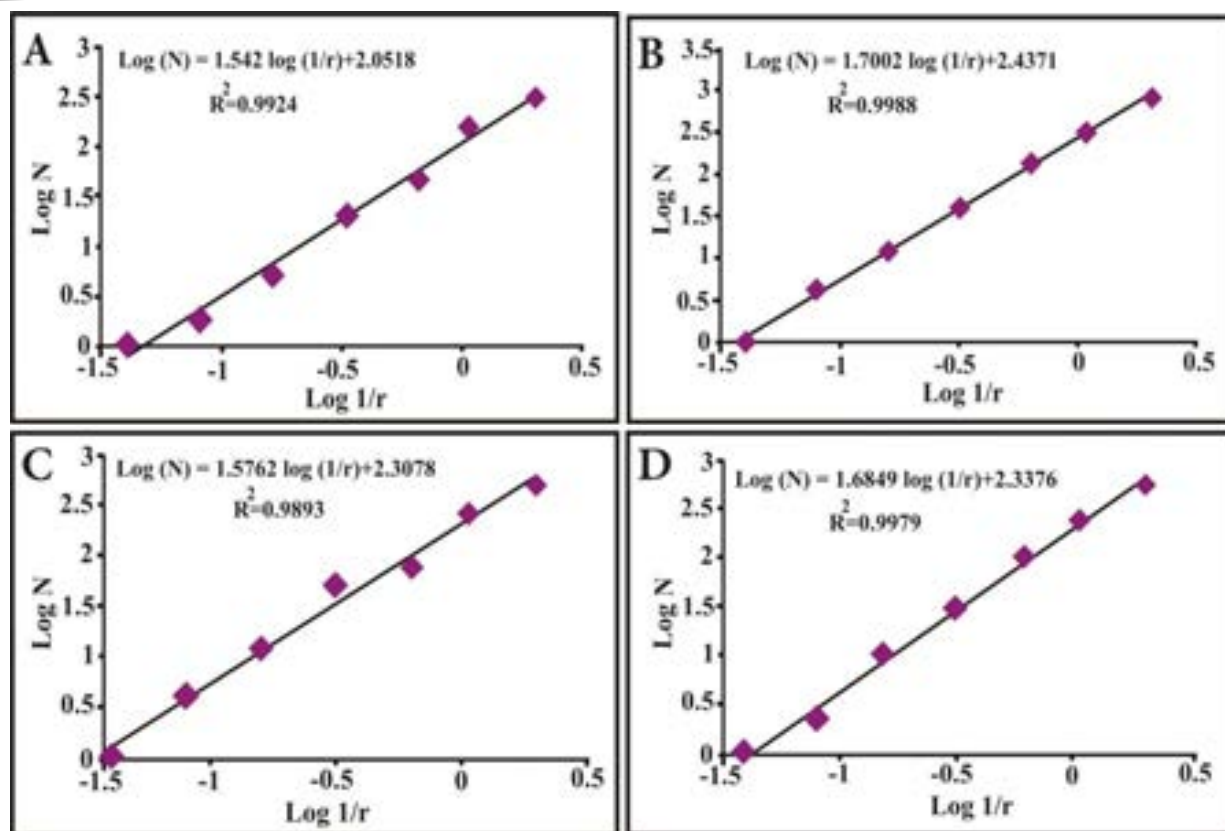 A
Log (N) = 1.542 log (1/r)+2.0518
R²=0.9924
3
2.5
2
1.5
1
0.5
0
Log N
-1.5 -1 -0.5 0 0.5
Log 1/r
B
Log (N) = 1.7002 log (1/r)+2.4371
R²=0.9988
3.5
3
2.5
2
1.5
1
0.5
0
Log N
-1.5 -1 -0.5 0 0.5
Log 1/r
C
Log (N) = 1.5762 log (1/r)+2.3078
R²=0.9893
3
2.5
2
1.5
1
0.5
0
Log N
-1.5 -1 -0.5 0 0.5
Log 1/r
D
Log (N) = 1.6849 log (1/r)+2.3376
R²=0.9979
3
2.5
2
1.5
1
0.5
0
Log N
-1.5 -1 -0.5 0 0.5
Log 1/r